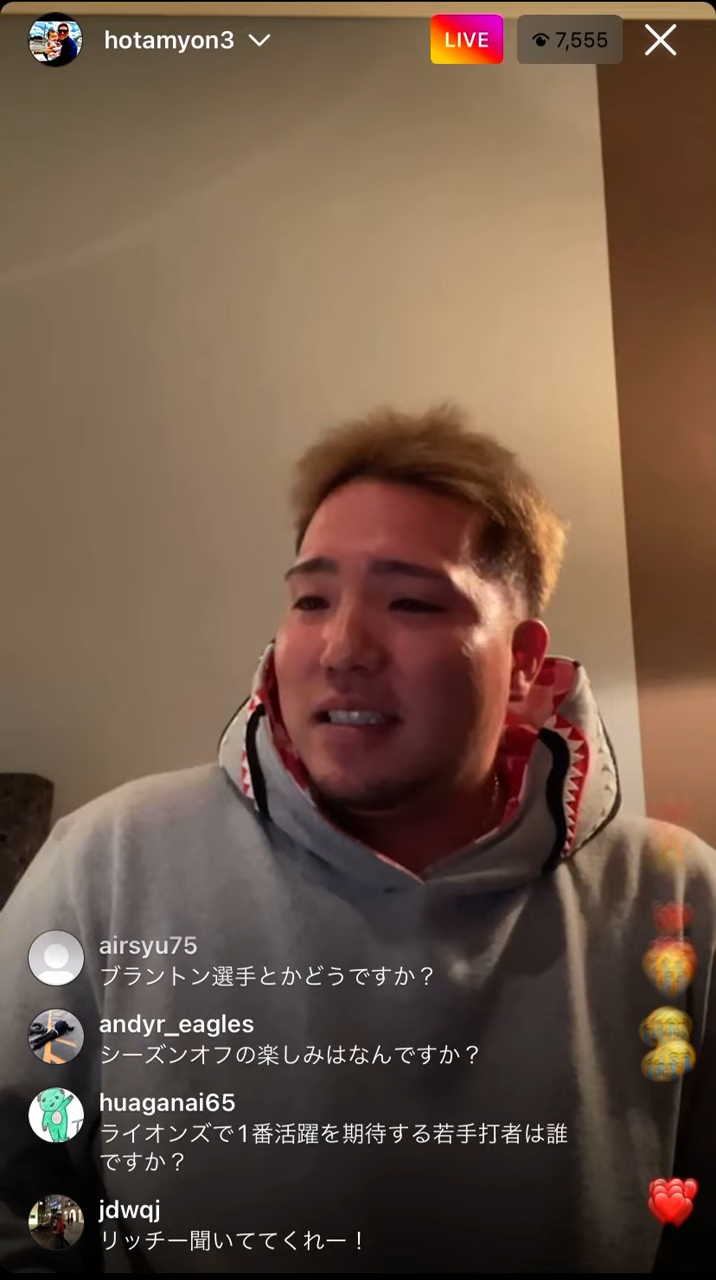 hotamyon3
LIVE
7,555
airsyu75
ブラントン選手とかどうですか？
andyr_eagles
シーズンオフの楽しみはなんですか？
huaganai65
ライオンズで1番活躍を期待する若手打者は誰
ですか？
jdwqj
リッチー聞いててくれー！